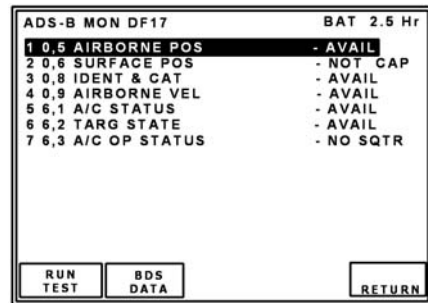 ADS-B MON DF17 BAT 2.5 Hr
1 0,5 AIRBORNE POS - AVAIL
2 0,6 SURFACE POS - NOT CAP
3 0,8 IDENT & CAT - AVAIL
4 0,9 AIRBORNE VEL - AVAIL
5 6,1 A/C STATUS - AVAIL
6 6,2 TARG STATE - AVAIL
7 6,3 A/C OP STATUS - NO SQTR
RUN TEST
BDS DATA
RETURN